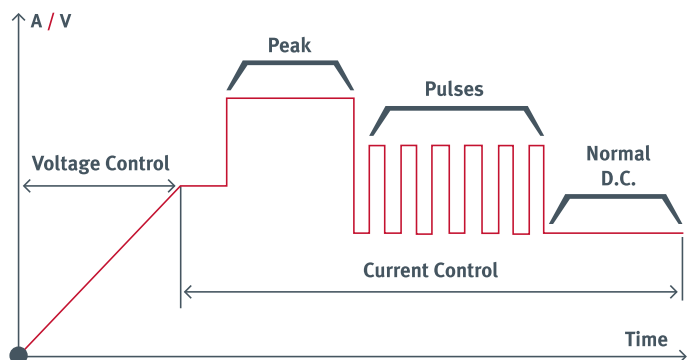 A / V
Peak
Pulses
Voltage Control
Normal
D.C.
Current Control
Time